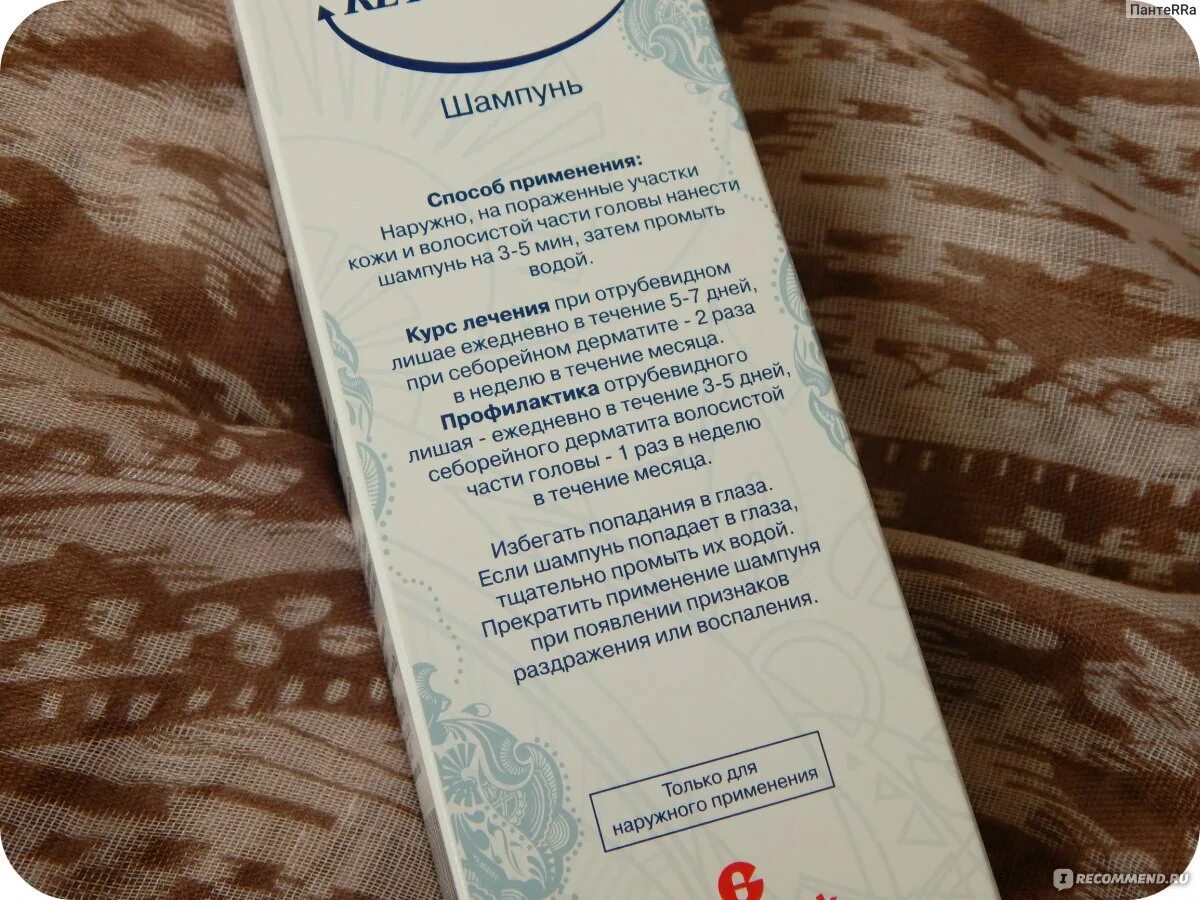 ПантеRRa
Шампунь
Способ применения:
Наружно, на пораженные участки
кожи и волосистой части головы нанести
шампунь на 3-5 мин, затем промыть
водой.
Курс лечения при отрубевидном
лишае ежедневно в течение 5-7 дней,
при себорейном дерматите - 2 раза
в неделю в течение месяца.
Профилактика отрубевидного
лишая - ежедневно в течение 3-5 дней,
себорейного дерматита волосистой
части головы - 1 раз в неделю
в течение месяца.
Избегать попадания в глаза.
Если шампунь попадает в глаза,
тщательно промыть их водой.
Прекратить применение шампуня
при появлении признаков
раздражения или воспаления.
Только для
наружного применения
IRECOMMEND.RU